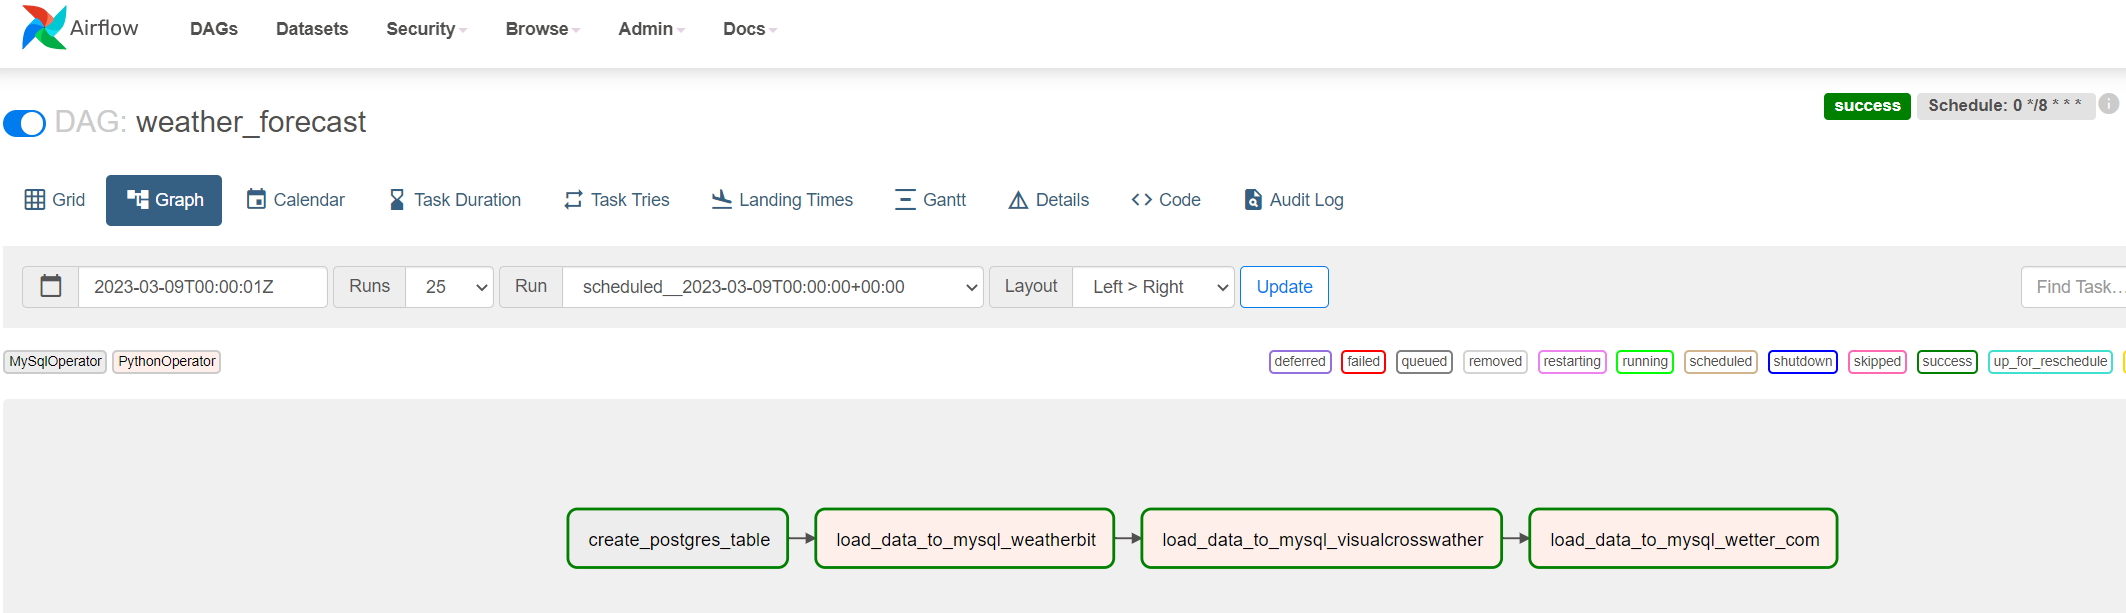 Airflow DAGs Datasets Security Browse Admin Docs
DAG: weather_forecast success Schedule: 0 */8 * * *
Grid Graph Calendar Task Duration Task Tries Landing Times Gantt Details Code Audit Log
2023-03-09T00:00:01Z Runs 25 Run scheduled__2023-03-09T00:00:00+00:00 Layout Left > Right Update Find Task…
MySqlOperator PythonOperator deferred failed queued removed restarting running scheduled shutdown skipped success up_for_reschedule
create_postgres_table load_data_to_mysql_weatherbit load_data_to_mysql_visualcrosswather load_data_to_mysql_wetter_com